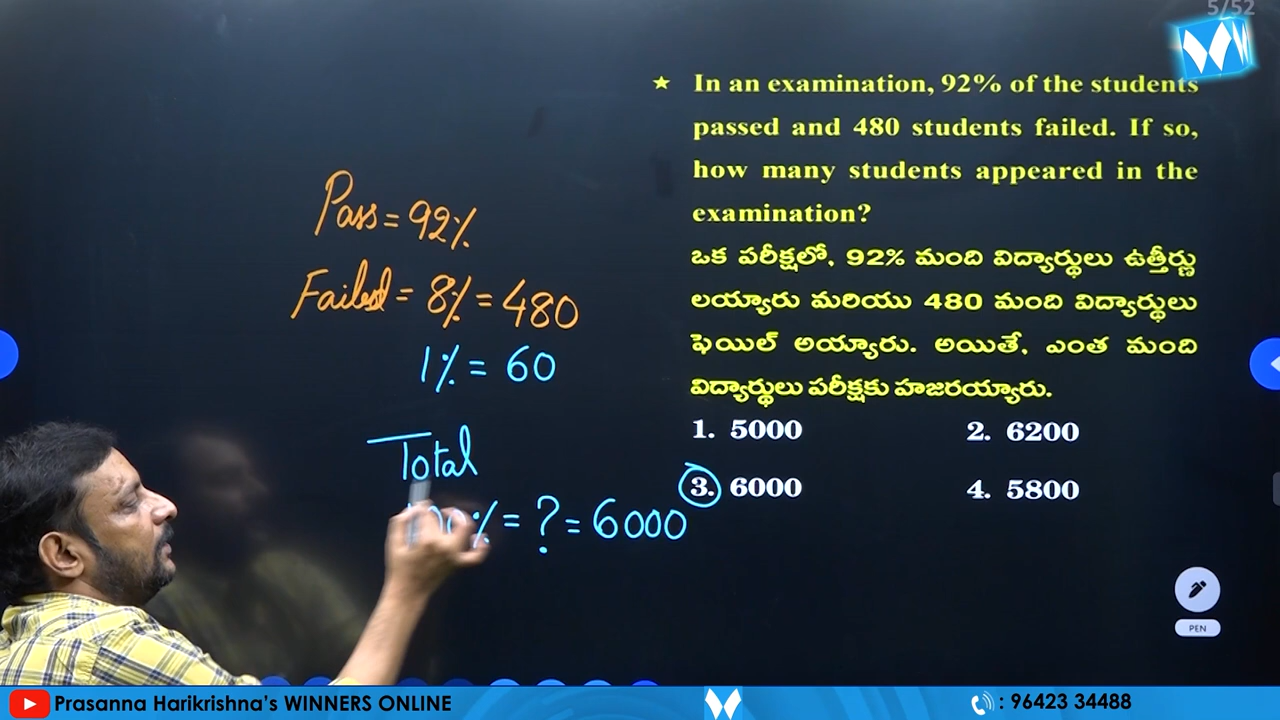 5/52
★ In an examination, 92% of the students
passed and 480 students failed. If so,
how many students appeared in the
examination?
ఒక పరీక్షలో, 92% మంది విద్యార్థులు ఉత్తీర్ణు
లయ్యారు మరియు 480 మంది విద్యార్థులు
ఫెయిల్ అయ్యారు. అయితే, ఎంత మంది
విద్యార్థులు పరీక్షకు హాజరయ్యారు.
1. 5000
2. 6200
3. 6000
4. 5800
Pass = 92%
Failed = 8% = 480
1% = 60
Total
100% = ? = 6000
PEN
Prasanna Harikrishna's WINNERS ONLINE
: 96423 34488